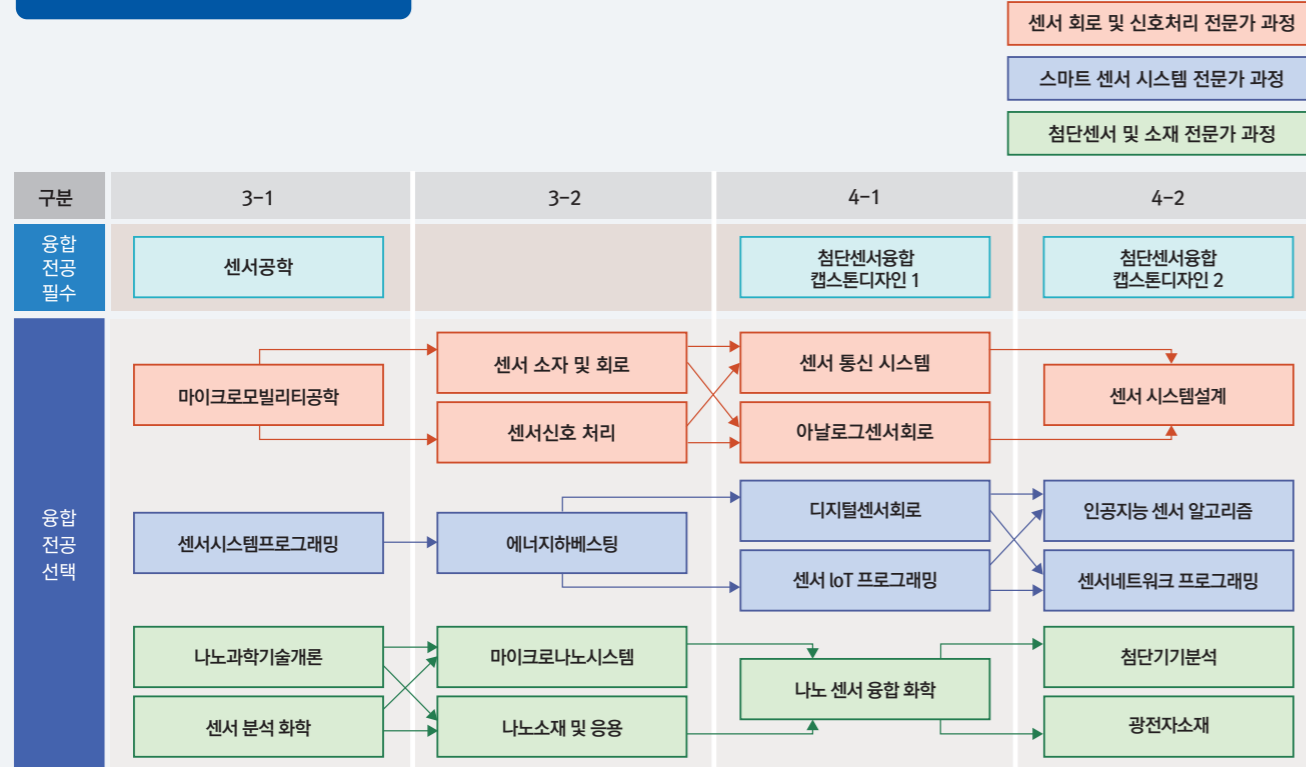 센서 회로 및 신호처리 전문가 과정
스마트 센서 시스템 전문가 과정
첨단센서 및 소재 전문가 과정
구분
3-1
3-2
4-1
4-2
융합
전공
필수
센서공학
첨단센서융합
캡스톤디자인 1
첨단센서융합
캡스톤디자인 2
융합
전공
선택
마이크로모빌리티공학
센서 소자 및 회로
센서신호 처리
센서 통신 시스템
아날로그센서회로
센서 시스템설계
센서시스템프로그래밍
에너지하베스팅
디지털센서회로
센서 IoT 프로그래밍
인공지능 센서 알고리즘
센서네트워크 프로그래밍
나노과학기술개론
센서 분석 화학
마이크로나노시스템
나노소재 및 응용
나노 센서 융합 화학
첨단기기분석
광전자소재